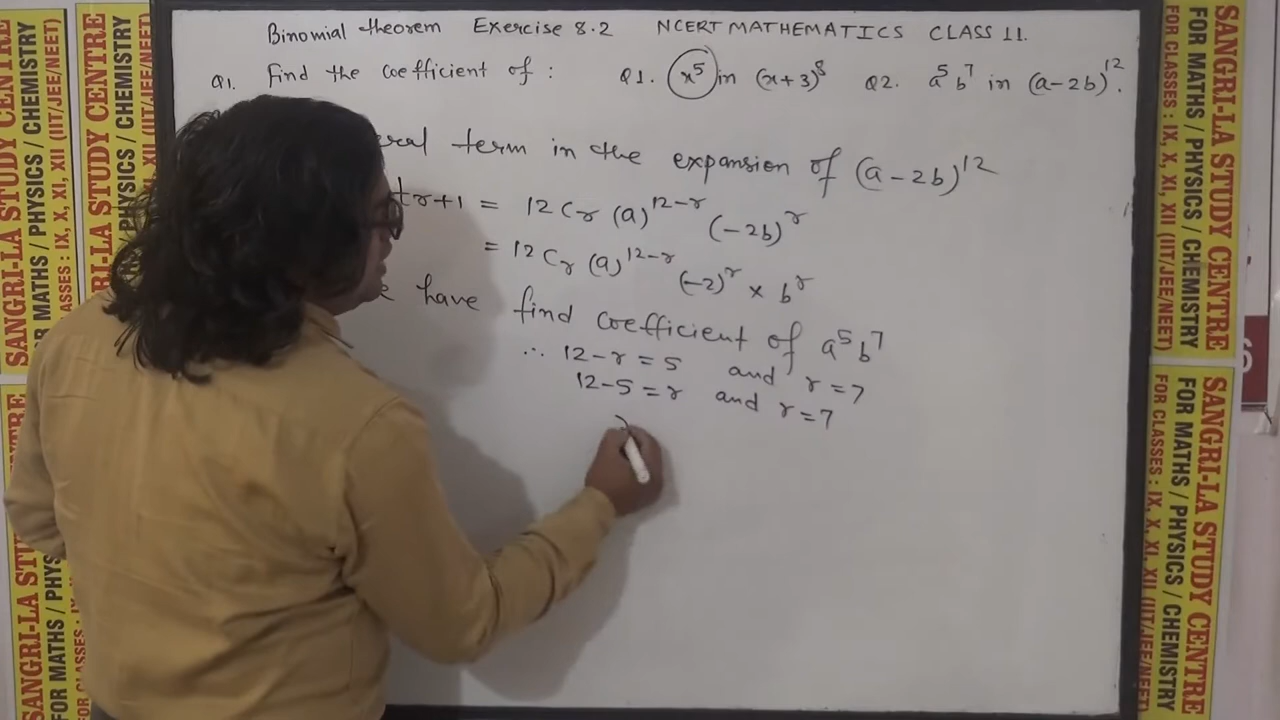 Binomial theorem Exercise 8.2 NCERT MATHEMATICS CLASS 11.
Q1. Find the coefficient of : Q1. x⁵ in (x+3)⁸ Q2. a⁵b⁷ in (a-2b)¹².
term in the expansion of (a-2b)¹²
tr+1 = 12Cr (a)¹²⁻ʳ (-2b)ʳ
= 12Cr (a)¹²⁻ʳ (-2)ʳ × bʳ
have find coefficient of a⁵b⁷
∴ 12-r = 5 and r = 7
12-5 = r and r = 7
SANGRI-LA STUDY CENTRE
FOR MATHS / PHYSICS / CHEMISTRY
FOR CLASSES : IX, X, XI, XII (IIT/JEE/NEET)
SANGRI-LA STUDY CENTRE
FOR MATHS / PHYSICS / CHEMISTRY
FOR CLASSES : IX, X, XI, XII (IIT/JEE/NEET)